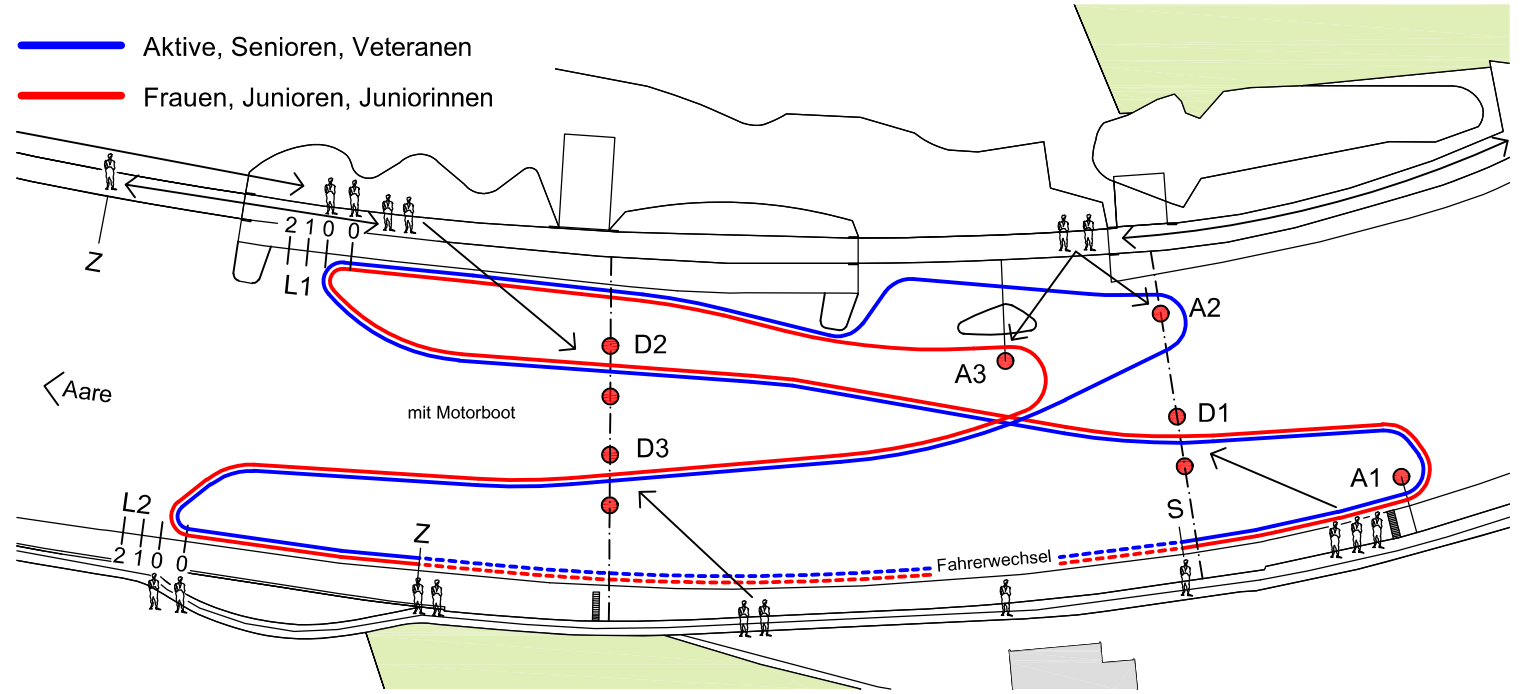 Aktive, Senioren, Veteranen
Frauen, Junioren, Juniorinnen
2 1 0 0
Z
L1
A2
D2
A3
Aare
mit Motorboot
D1
D3
A1
L2
S
Z
2 1 0 0
Fahrerwechsel